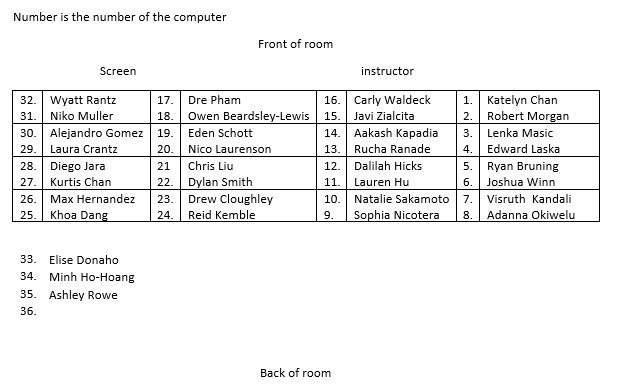 Number is the number of the computer
Front of room
Screen instructor
32. Wyatt Rantz 17. Dre Pham 16. Carly Waldeck 1. Katelyn Chan
31. Niko Muller 18. Owen Beardsley-Lewis 15. Javi Zialcita 2. Robert Morgan
30. Alejandro Gomez 19. Eden Schott 14. Aakash Kapadia 3. Lenka Masic
29. Laura Crantz 20. Nico Laurenson 13. Rucha Ranade 4. Edward Laska
28. Diego Jara 21 Chris Liu 12. Dalilah Hicks 5. Ryan Bruning
27. Kurtis Chan 22. Dylan Smith 11. Lauren Hu 6. Joshua Winn
26. Max Hernandez 23. Drew Cloughley 10. Natalie Sakamoto 7. Visruth Kandali
25. Khoa Dang 24. Reid Kemble 9. Sophia Nicotera 8. Adanna Okiwelu
33. Elise Donaho
34. Minh Ho-Hoang
35. Ashley Rowe
36.
Back of room